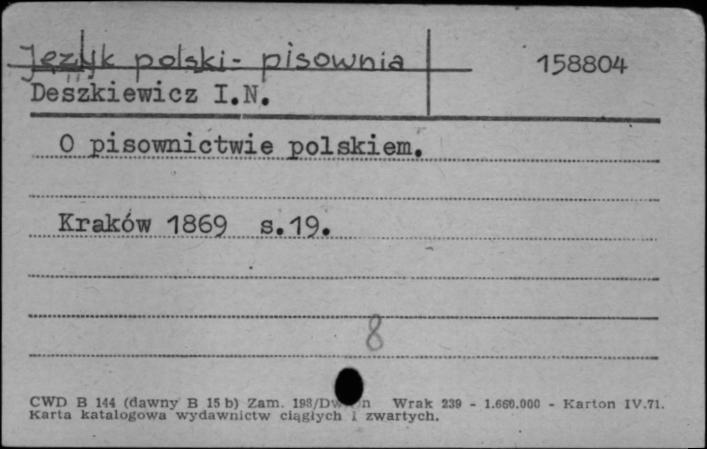 Język polski - pisownia 158804
Deszkiewicz I.N.
O pisownictwie polskiem.
Kraków 1869 s.19.
8
CWD B 144 (dawny B 15 b) Zam. 198/ Wrak 239 - 1.660.000 - Karton IV.71.
Karta katalogowa wydawnictw ciągłych i zwartych.